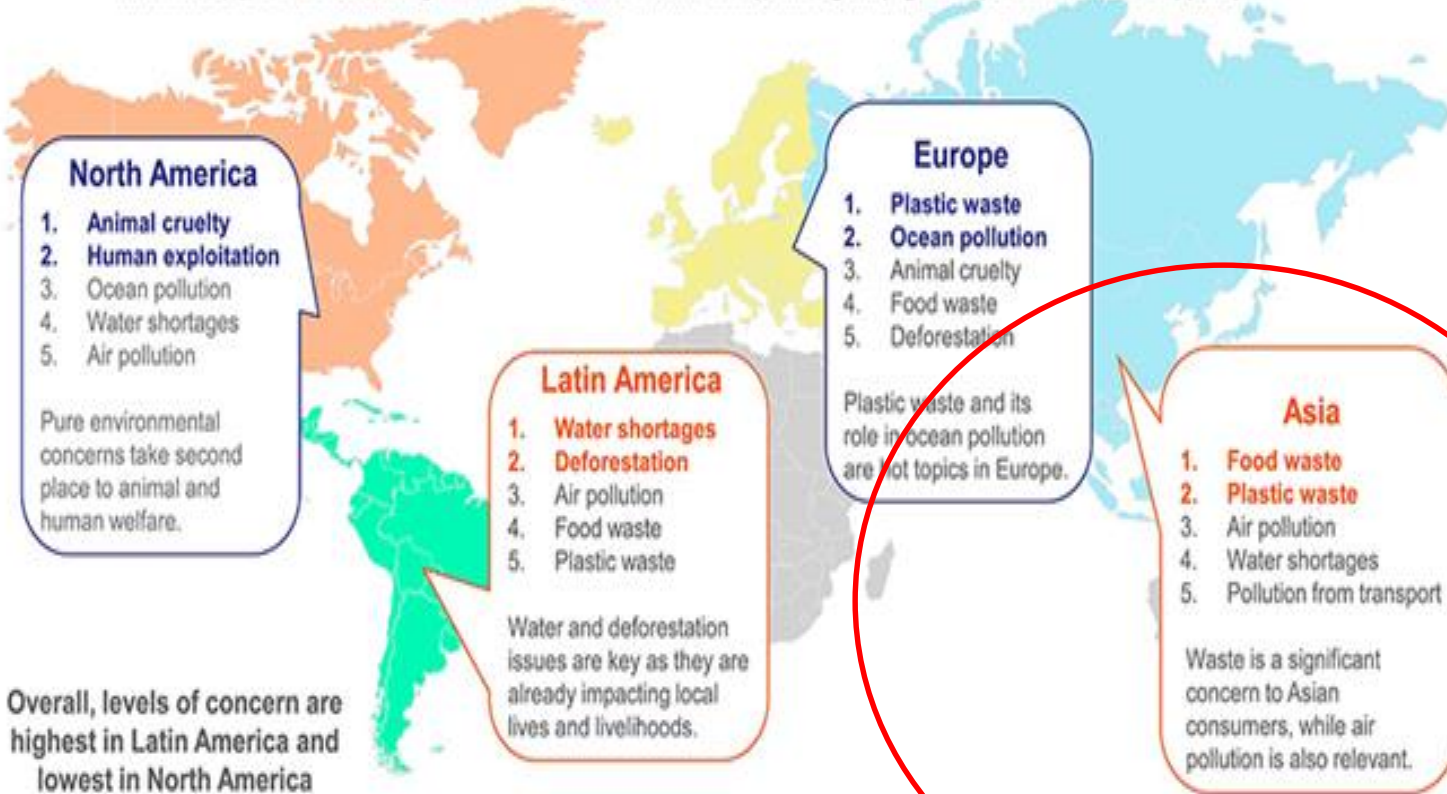 North America
1. Animal cruelty
2. Human exploitation
3. Ocean pollution
4. Water shortages
5. Air pollution
Pure environmental
concerns take second
place to animal and
human welfare.
Latin America
1. Water shortages
2. Deforestation
3. Air pollution
4. Food waste
5. Plastic waste
Water and deforestation
issues are key as they are
already impacting local
lives and livelihoods.
Europe
1. Plastic waste
2. Ocean pollution
3. Animal cruelty
4. Food waste
5. Deforestation
Plastic waste and its
role in ocean pollution
are hot topics in Europe.
Asia
1. Food waste
2. Plastic waste
3. Air pollution
4. Water shortages
5. Pollution from transport
Waste is a significant
concern to Asian
consumers, while air
pollution is also relevant.
Overall, levels of concern are
highest in Latin America and
lowest in North America